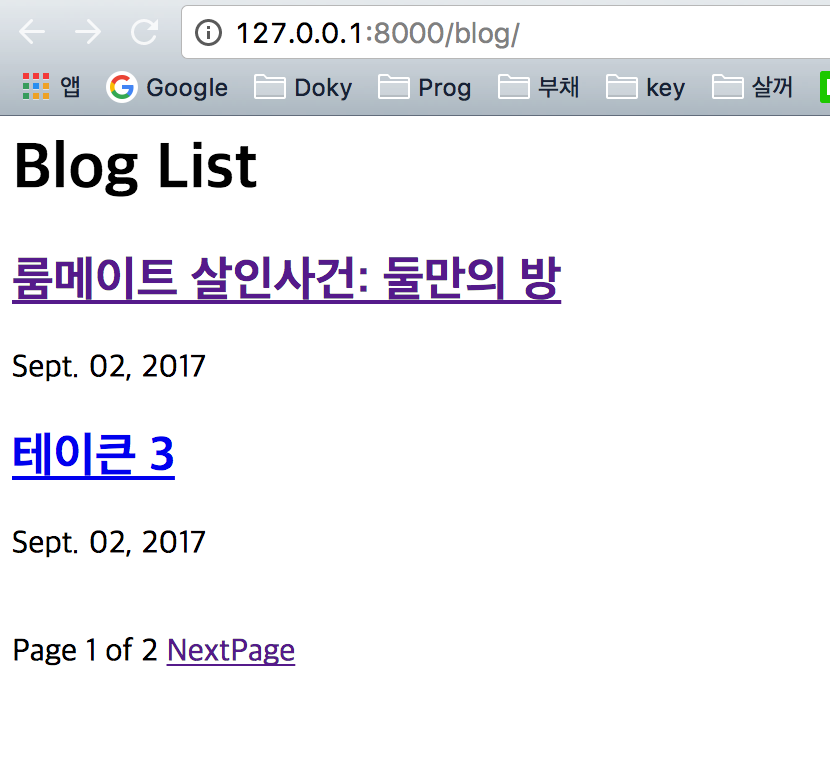 127.0.0.1:8000/blog/
앱 Google Doky Prog 부채 key 살꺼
Blog List
룸메이트 살인사건: 둘만의 방
Sept. 02, 2017
테이큰 3
Sept. 02, 2017
Page 1 of 2 NextPage